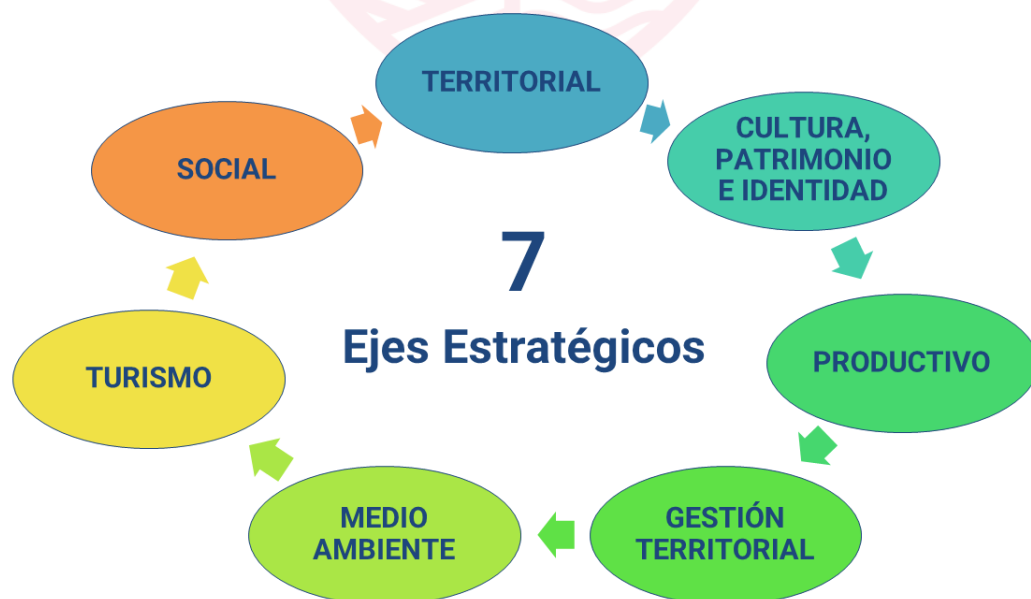 TERRITORIAL
CULTURA,
PATRIMONIO
E IDENTIDAD
PRODUCTIVO
GESTIÓN
TERRITORIAL
MEDIO
AMBIENTE
TURISMO
SOCIAL
7
Ejes Estratégicos